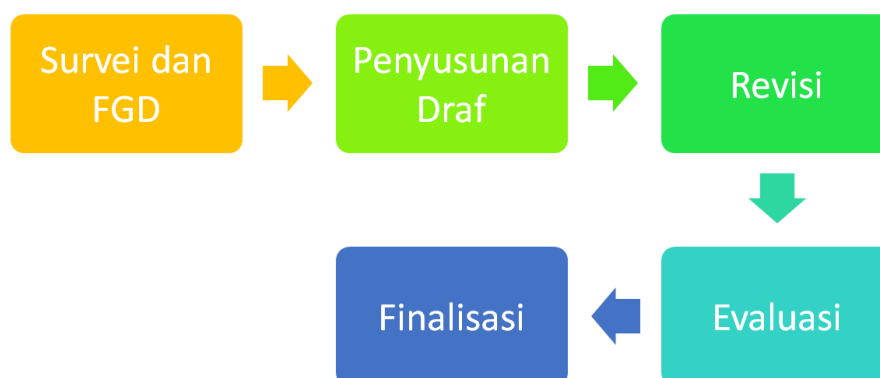 Survei dan
FGD
Penyusunan
Draf
Revisi
Evaluasi
Finalisasi